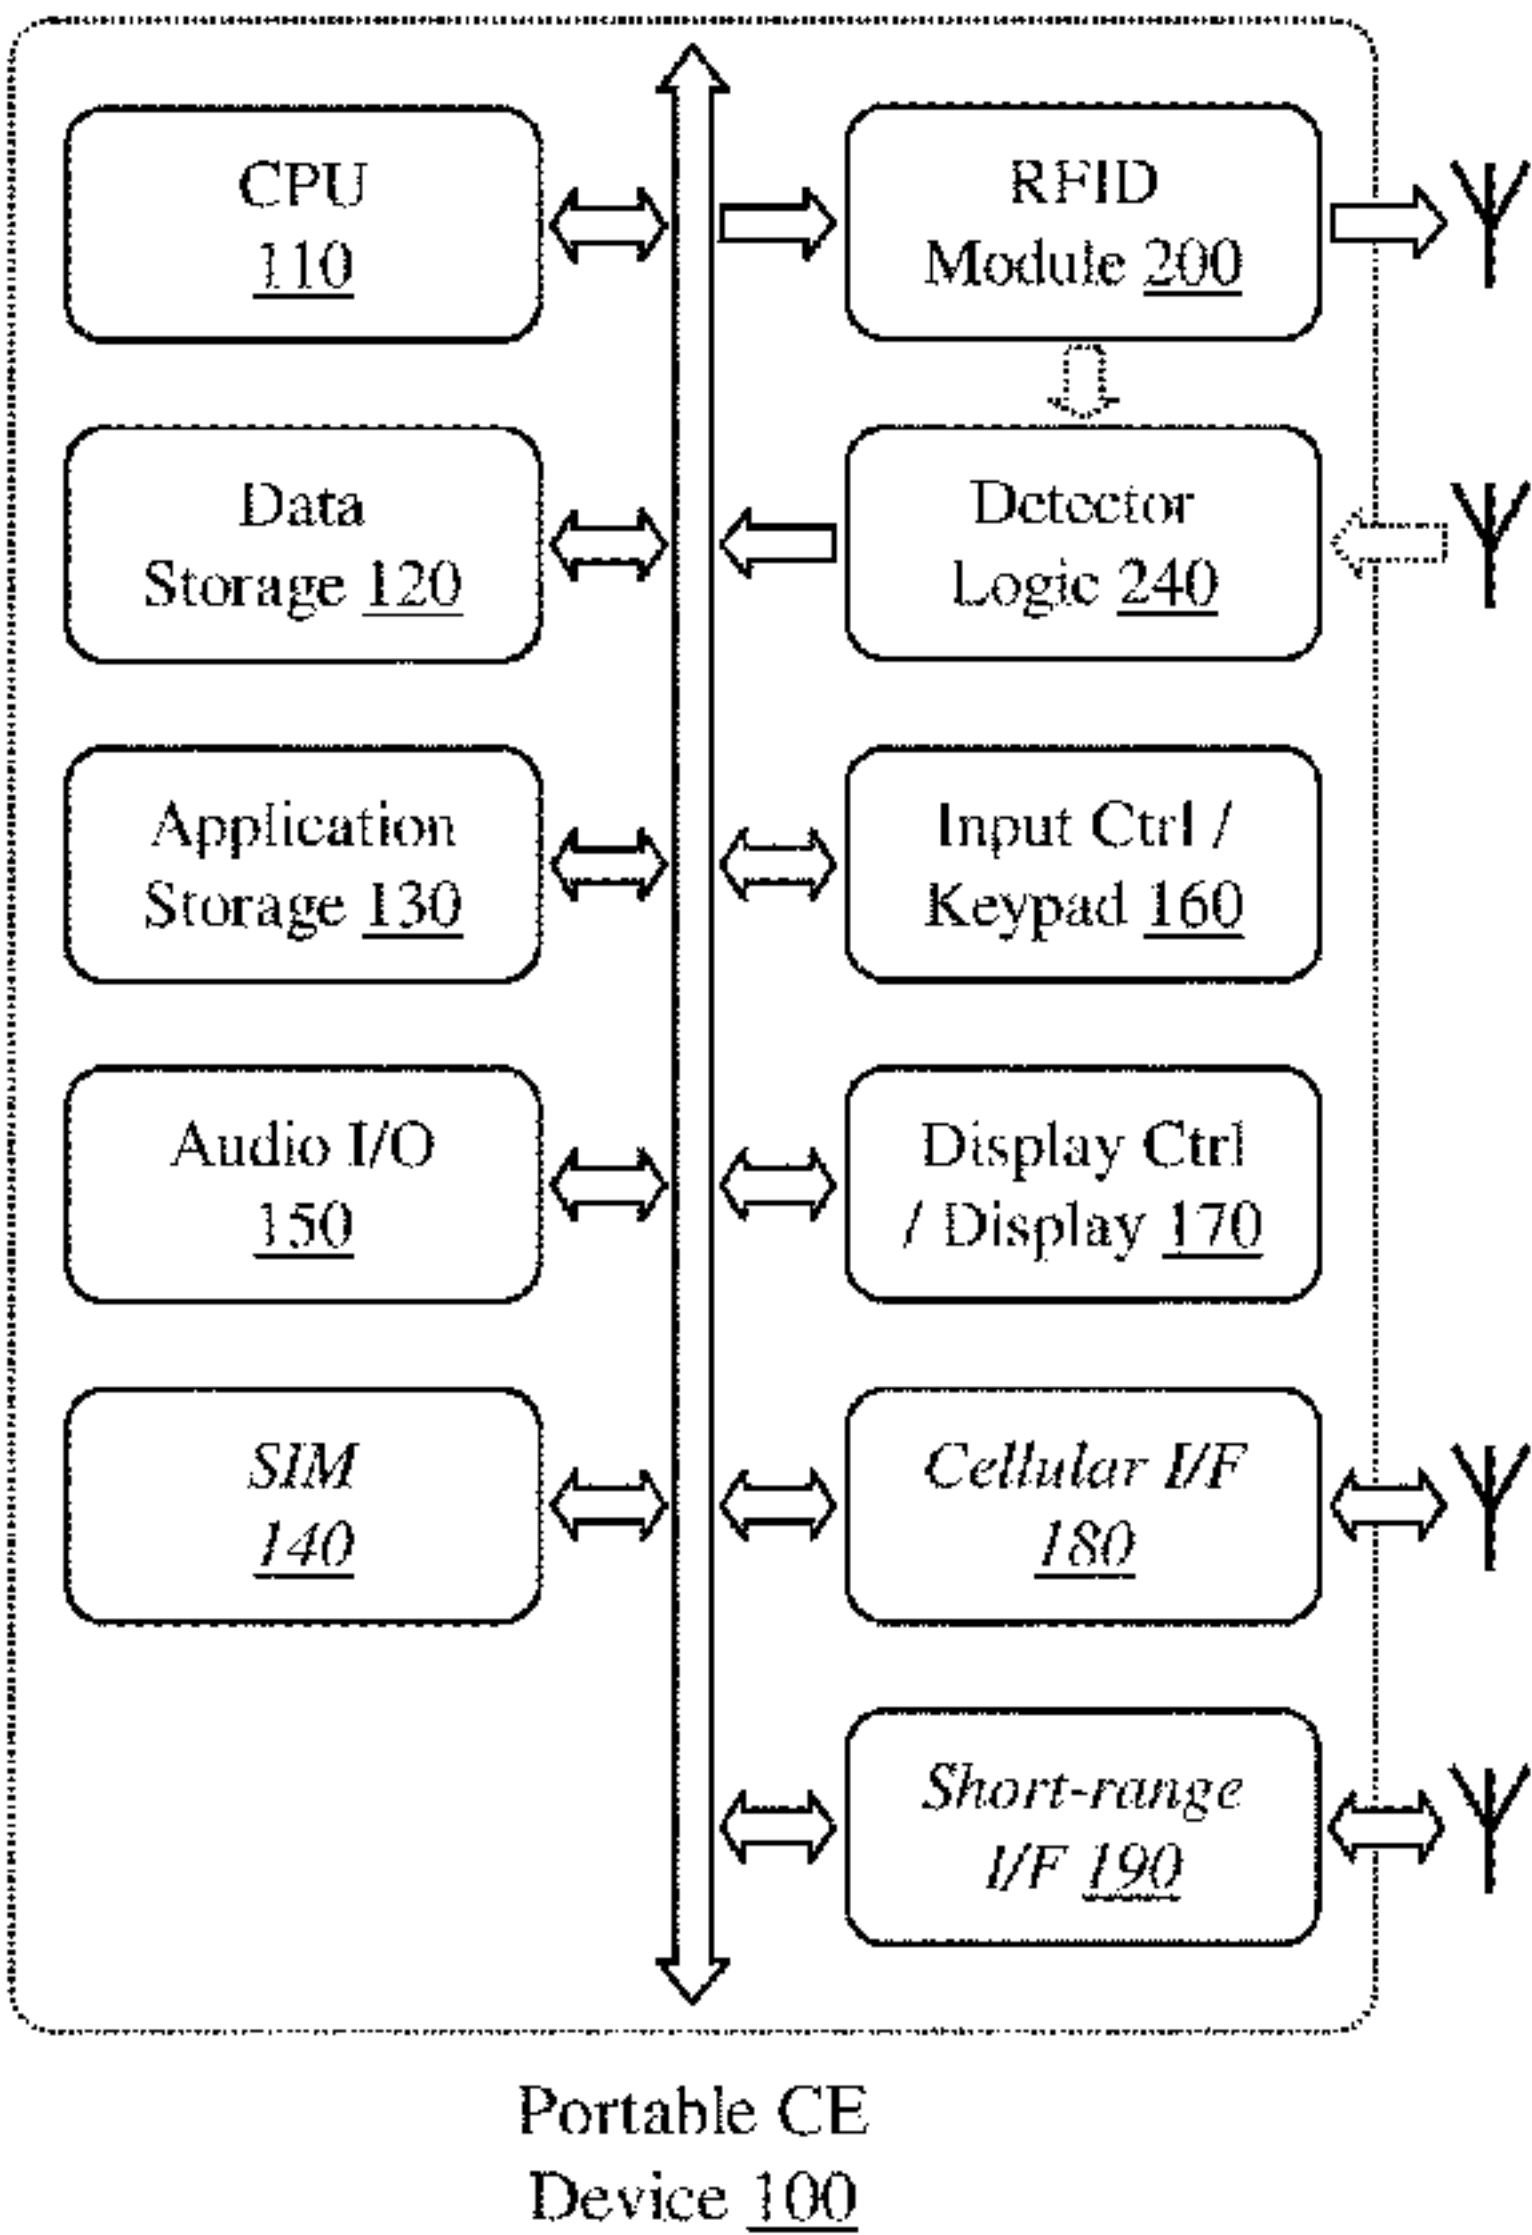 CPU
110
RFID
Module 200
Data
Storage 120
Detector
Logic 240
Application
Storage 130
Input Ctrl /
Keypad 160
Audio I/O
150
Display Ctrl
/ Display 170
SIM
140
Cellular I/F
180
Short-range
I/F 190
Portable CE
Device 100